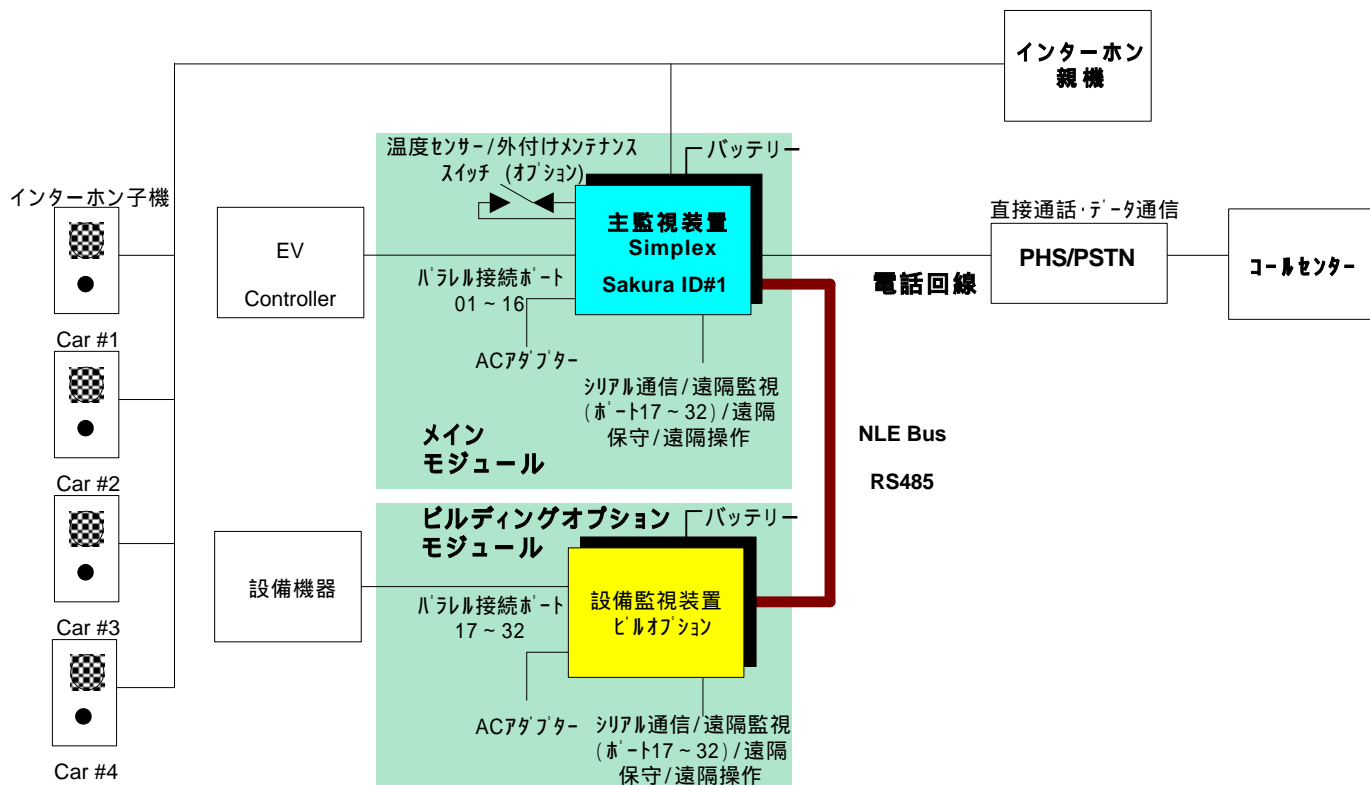 インターホン
親機
温度センサー/外付けメンテナンス
スイッチ (オプション)
バッテリー
インターホン子機
主監視装置
Simplex
Sakura ID#1
直接通話・データ通信
PHS/PSTN
電話回線
コールセンター
EV
Controller
パラレル接続ポート
01 ~ 16
ACアダプター
シリアル通信/遠隔監視
(ポート17 ~ 32)/遠隔
保守/遠隔操作
メイン
モジュール
NLE Bus
RS485
Car #1
Car #2
Car #3
Car #4
ビルディングオプション
モジュール
バッテリー
設備機器
パラレル接続ポート
17 ~ 32
設備監視装置
ビルオプション
ACアダプター
シリアル通信/遠隔監視
(ポート17 ~ 32)/遠隔
保守/遠隔操作